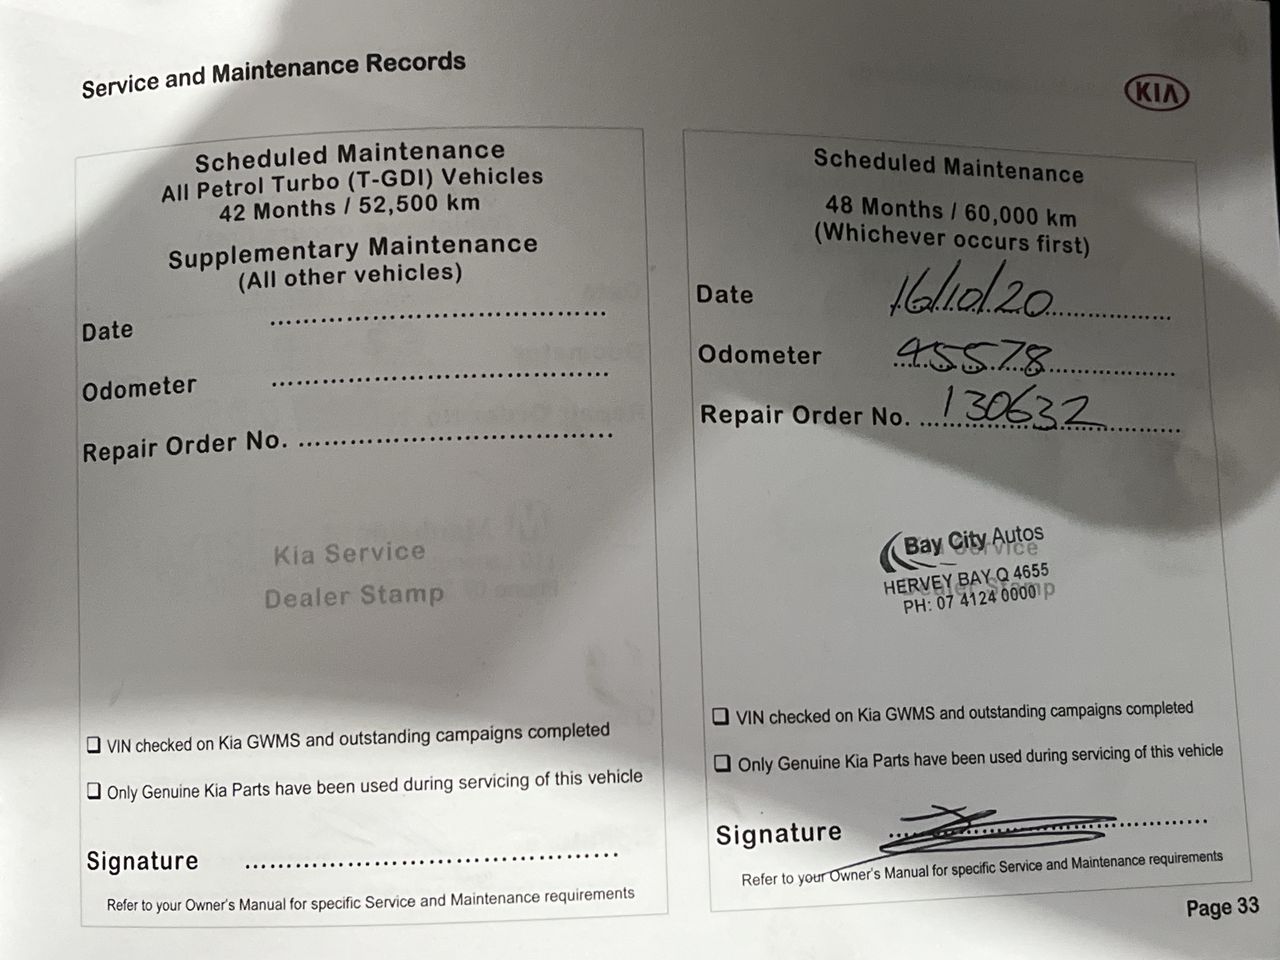 Service and Maintenance Records
KIA
Scheduled Maintenance
All Petrol Turbo (T-GDI) Vehicles
42 Months / 52,500 km
Supplementary Maintenance
(All other vehicles)
Date ........................................
Odometer ........................................
Repair Order No. ........................................
Kia Service
Dealer Stamp
❑ VIN checked on Kia GWMS and outstanding campaigns completed
❑ Only Genuine Kia Parts have been used during servicing of this vehicle
Signature ........................................
Refer to your Owner's Manual for specific Service and Maintenance requirements
Scheduled Maintenance
48 Months / 60,000 km
(Whichever occurs first)
Date 16/10/20
Odometer 45578
Repair Order No. 130632
Bay City Autos
Kia Service
HERVEY BAY Q 4655
Dealer Stamp
PH: 07 4124 0000
❑ VIN checked on Kia GWMS and outstanding campaigns completed
❑ Only Genuine Kia Parts have been used during servicing of this vehicle
Signature
Refer to your Owner's Manual for specific Service and Maintenance requirements
Page 33